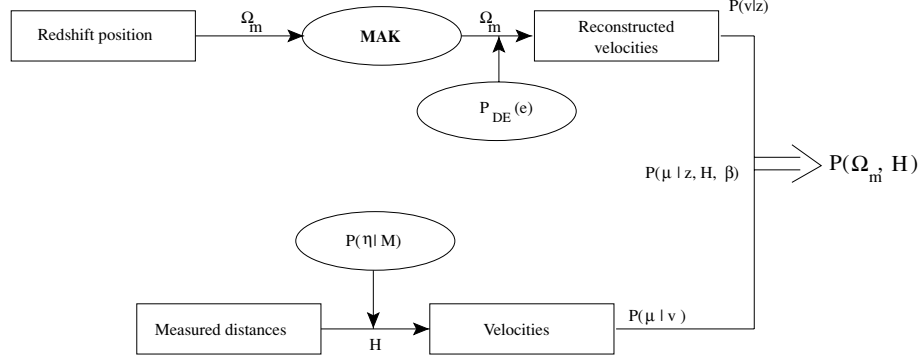 P(v|z)
Redshift position
Ω_m
MAK
Ω_m
Reconstructed
velocities
P_DE(e)
P(μ | z, H, β)
P(Ω_m, H)
P(η | M)
Measured distances
H
Velocities
P(μ | v )